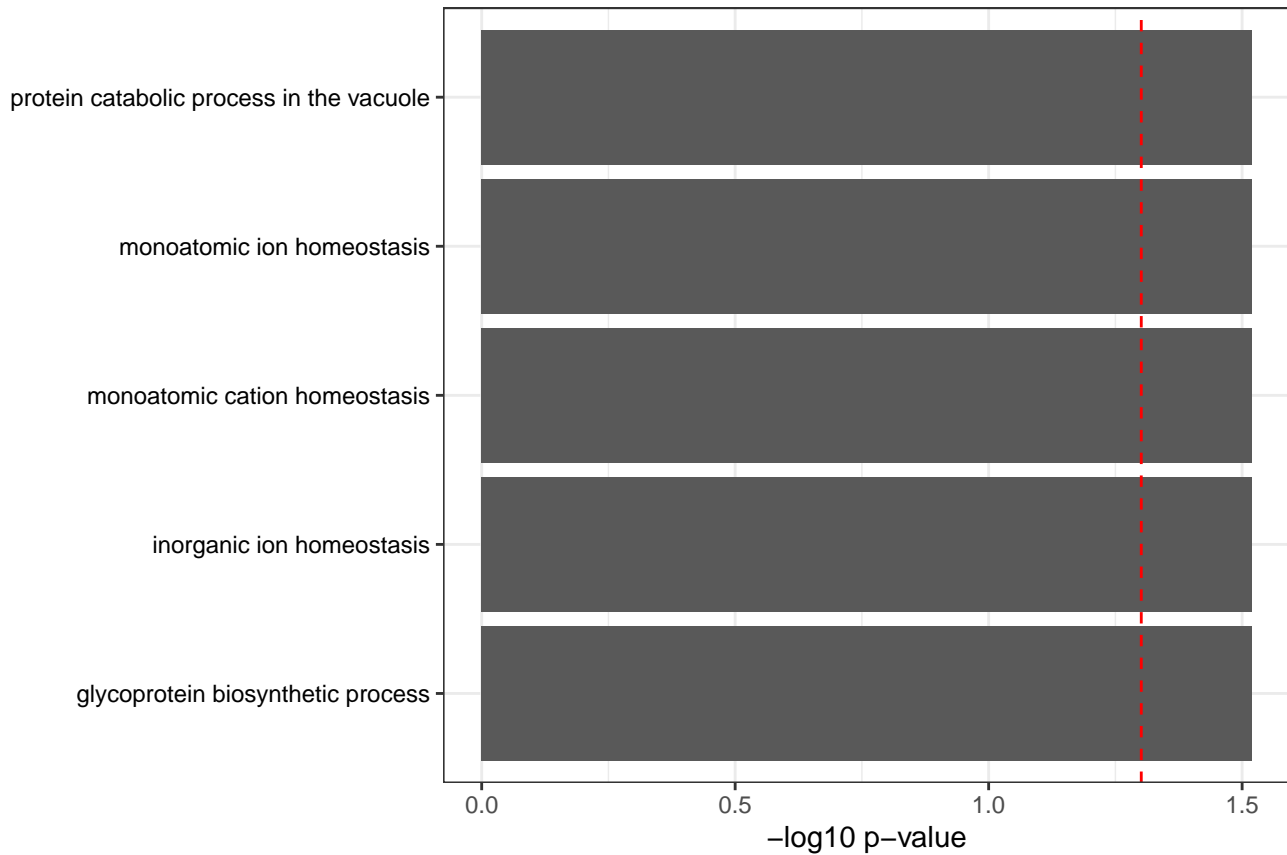 protein catabolic process in the vacuole
monoatomic ion homeostasis
monoatomic cation homeostasis
inorganic ion homeostasis
glycoprotein biosynthetic process
0.0 0.5 1.0 1.5
−log10 p−value